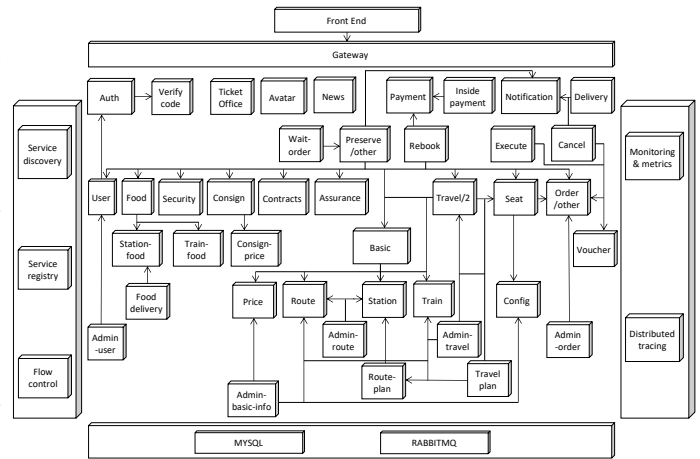 Front End
Gateway
Auth
Verify
code
Ticket
Office
Avatar
News
Payment
Inside
payment
Notification
Delivery
Service
discovery
Wait-
order
Preserve
/other
Rebook
Execute
Cancel
Monitoring
& metrics
User
Food
Security
Consign
Contracts
Assurance
Travel/2
Seat
Order
/other
Station-
food
Train-
food
Consign-
price
Basic
Voucher
Service
registry
Food
delivery
Price
Route
Station
Train
Config
Admin
-user
Admin-
route
Admin-
travel
Admin
-order
Distributed
tracing
Flow
control
Route-
plan
Travel
plan
Admin-
basic-info
MYSQL
RABBITMQ